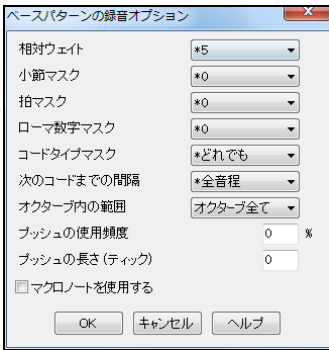 ベースパターンの録音オプション
相対ウェイト *5
小節マスク *0
拍マスク *0
ローマ数字マスク *0
コードタイプマスク *どれでも
次のコードまでの間隔 *全音程
オクターブ内の範囲 オクターブ全て
プッシュの使用頻度 0 %
プッシュの長さ(ティック) 0
マクロノートを使用する
OK キャンセル ヘルプ